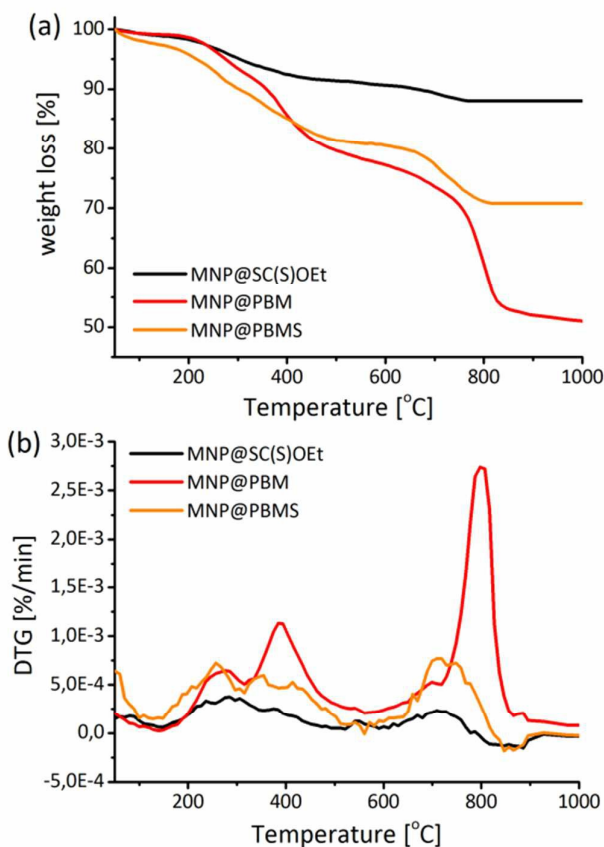 (a)
100
90
80
70
60
50
weight loss [%]
MNP@SC(S)OEt
MNP@PBM
MNP@PBMS
200 400 600 800 1000
Temperature [°C]
(b)
3,0E-3
2,5E-3
2,0E-3
1,5E-3
1,0E-3
5,0E-4
0,0
-5,0E-4
DTG [%/min]
MNP@SC(S)OEt
MNP@PBM
MNP@PBMS
200 400 600 800 1000
Temperature [°C]